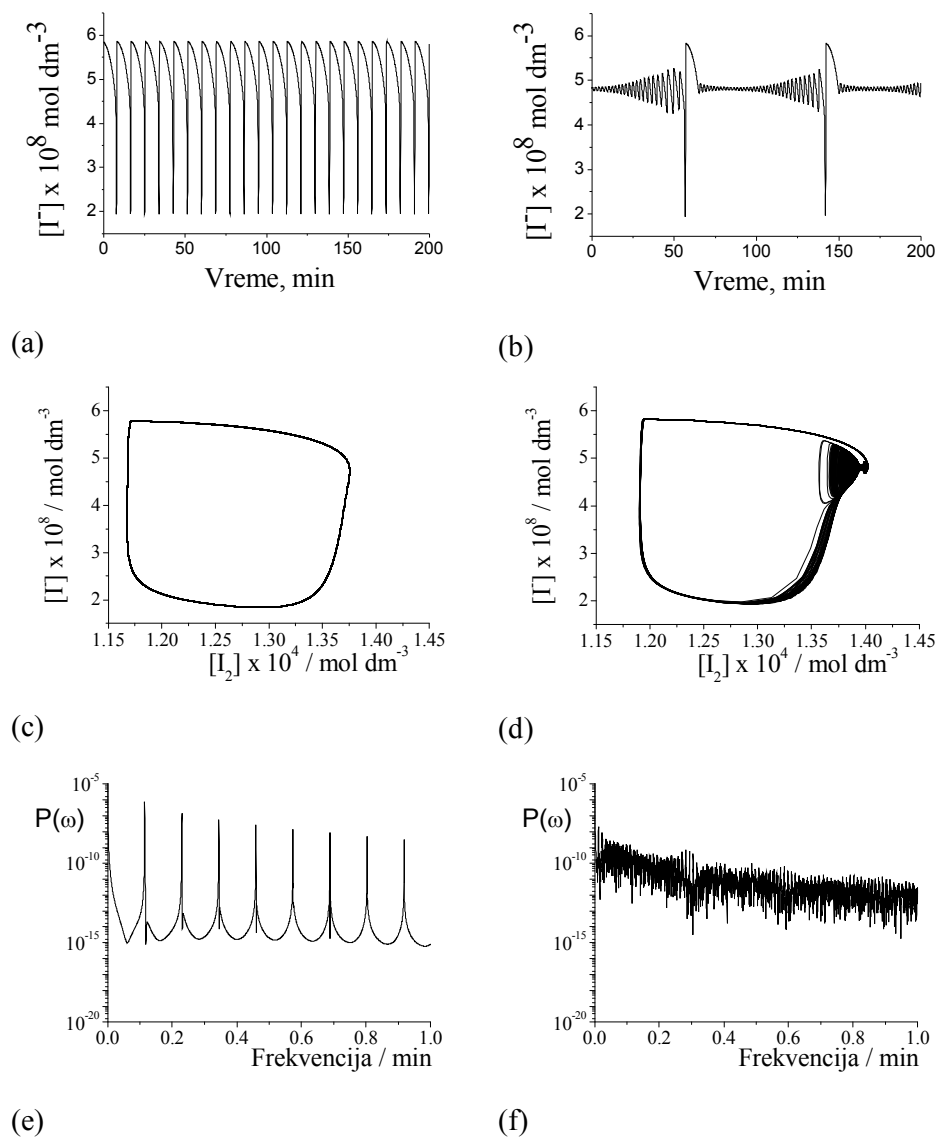 [I⁻] x 10⁸ mol dm⁻³
6
5
4
3
2
0 50 100 150 200
Vreme, min
(a)
[I⁻] x 10⁸ mol dm⁻³
6
5
4
3
2
0 50 100 150 200
Vreme, min
(b)
[I⁻] x 10⁸ / mol dm⁻³
6
5
4
3
2
1.15 1.20 1.25 1.30 1.35 1.40 1.45
[I₂] x 10⁴ / mol dm⁻³
(c)
[I⁻] x 10⁸ / mol dm⁻³
6
5
4
3
2
1.15 1.20 1.25 1.30 1.35 1.40 1.45
[I₂] x 10⁴ / mol dm⁻³
(d)
10⁻⁵
P(ω)
10⁻¹⁰
10⁻¹⁵
10⁻²⁰
0.0 0.2 0.4 0.6 0.8 1.0
Frekvencija / min
(e)
10⁻⁵
P(ω)
10⁻¹⁰
10⁻¹⁵
10⁻²⁰
0.0 0.2 0.4 0.6 0.8 1.0
Frekvencija / min
(f)